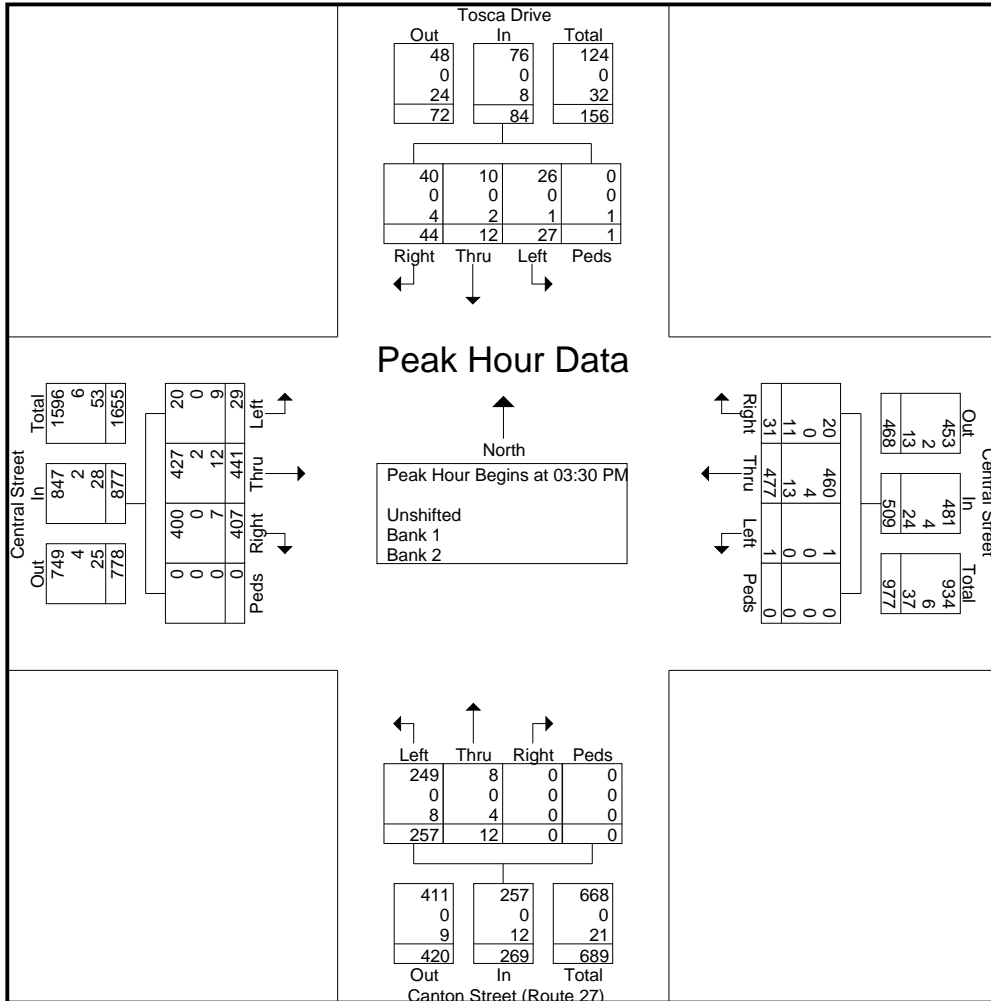 Tosca Drive
Out In Total
48 76 124
0 0 0
24 8 32
72 84 156
40 10 26 0
0 0 0 0
4 2 1 1
44 12 27 1
Right Thru Left Peds
Peak Hour Data
North
Peak Hour Begins at 03:30 PM
Unshifted
Bank 1
Bank 2
Central Street
Total In Out
1596 847 749
6 2 4
53 28 25
1655 877 778
20 427 400 0
0 2 0 0
9 12 7 0
29 441 407 0
Left Thru Right Peds
Right Thru Left Peds
31 477 1 0
11 13 0 0
0 4 0 0
20 460 1 0
Out In Total
468 509 977
13 24 37
2 4 6
453 481 934
Central Street
Left Thru Right Peds
249 8 0 0
0 0 0 0
8 4 0 0
257 12 0 0
411 257 668
0 0 0
9 12 21
420 269 689
Out In Total
Canton Street (Route 27)